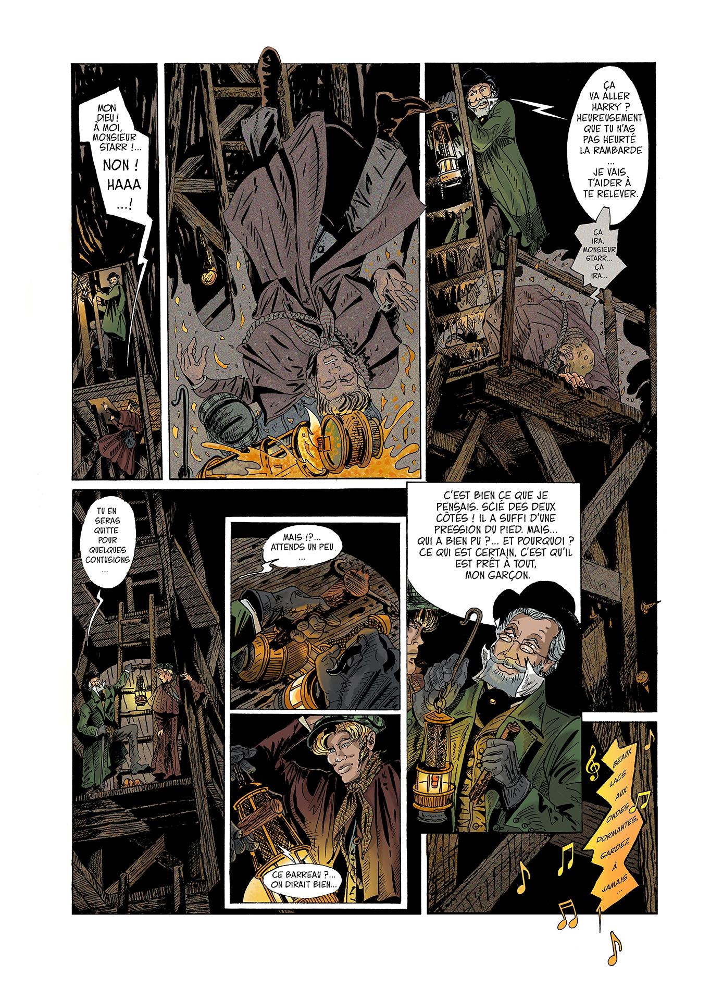 MON
DIEU !
À MOI,
MONSIEUR
STARR !...
NON !
HAAA
...!
ÇA
VA ALLER
HARRY ?
HEUREUSEMENT
QUE TU N'AS
PAS HEURTÉ
LA RAMBARDE
...
JE VAIS
T'AIDER À
TE RELEVER.
ÇA
IRA,
MONSIEUR
STARR...
ÇA
IRA...
TU EN
SERAS
QUITTE
POUR
QUELQUES
CONTUSIONS
...
MAIS !?...
ATTENDS UN PEU
...
CE BARREAU ?...
ON DIRAIT BIEN...
C'EST BIEN CE QUE JE
PENSAIS. SCIÉ DES DEUX
CÔTÉS ! IL A SUFFI D'UNE
PRESSION DU PIED. MAIS...
QUI A BIEN PU ?... ET POURQUOI ?
CE QUI EST CERTAIN, C'EST QU'IL
EST PRÊT À TOUT,
MON GARÇON.
BEAUX
LACS
AUX
ONDES
DORMANTES,
GARDEZ
À
JAMAIS
...